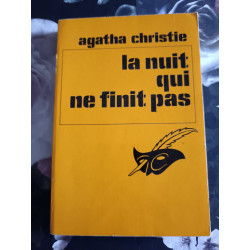 agatha christie
la nuit
qui
ne finit pas